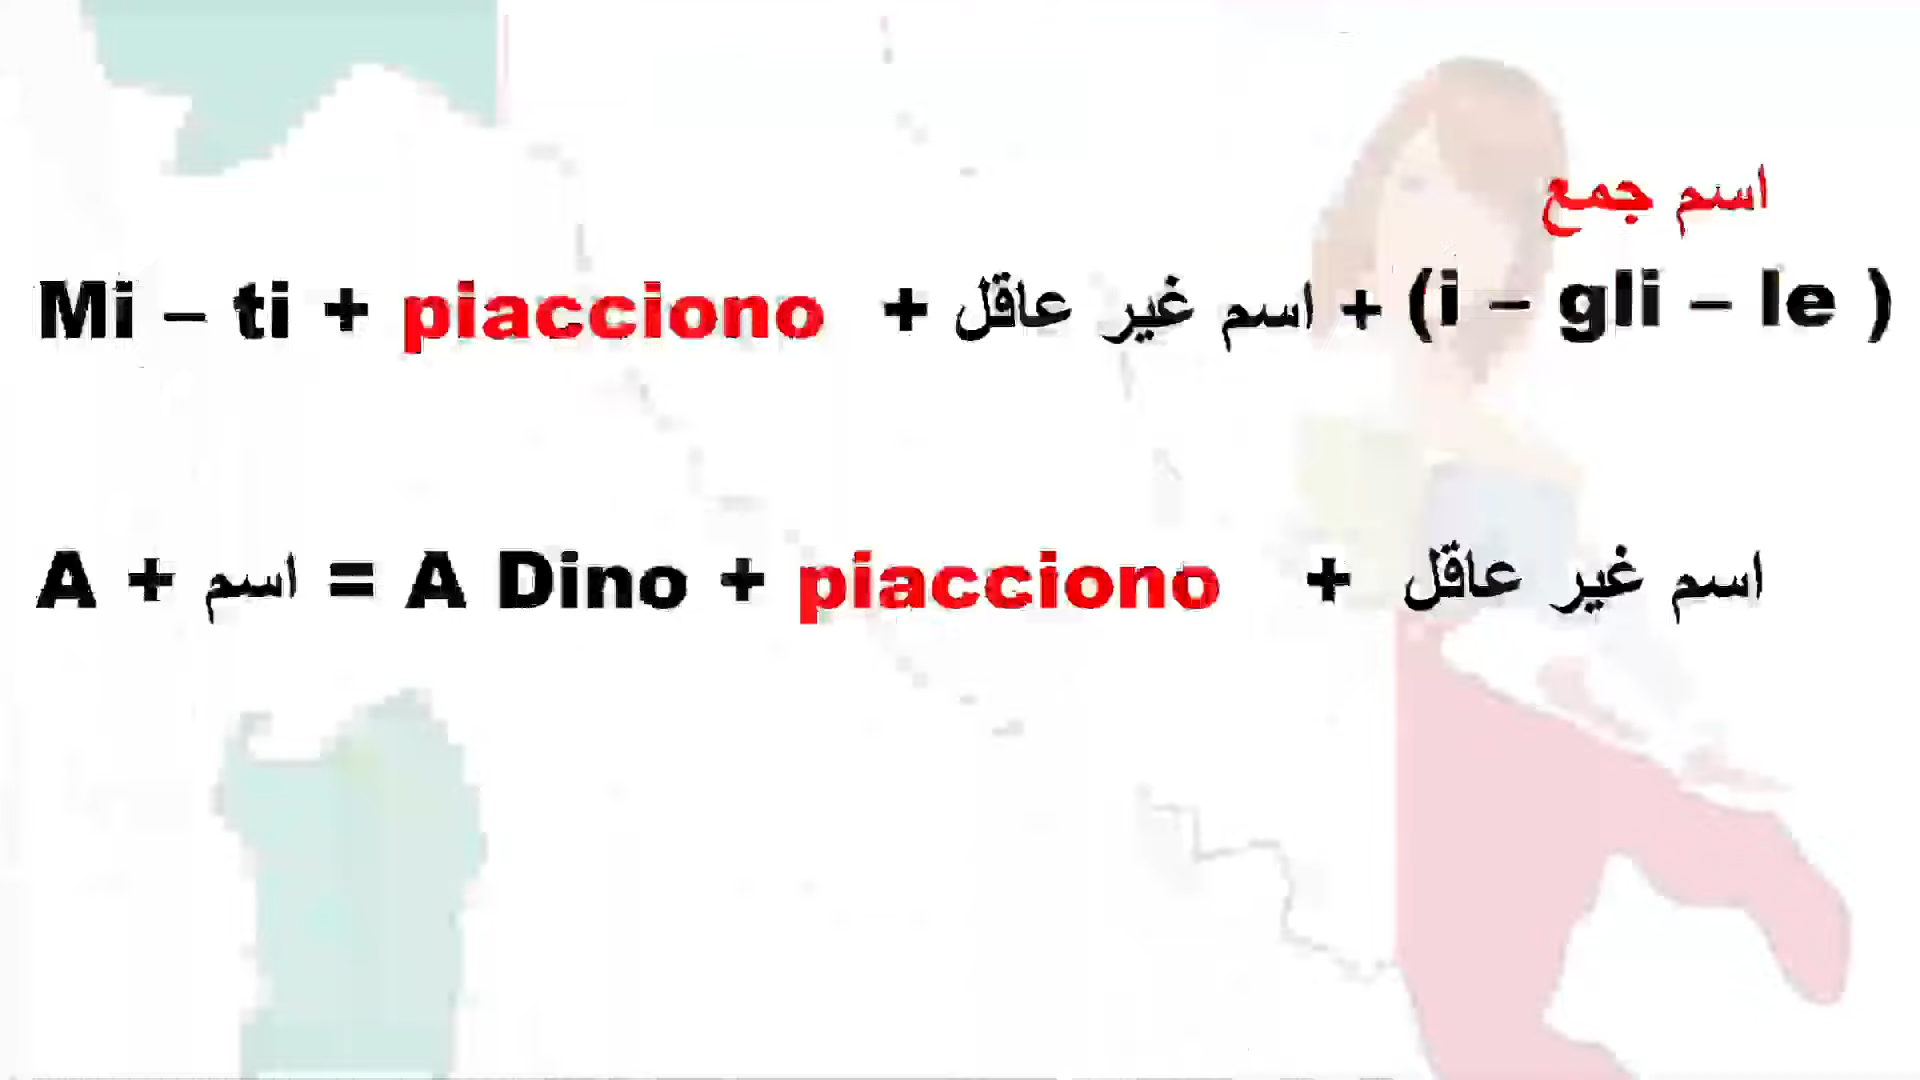 اسم جمع
Mi – ti + piacciono + اسم غير عاقل + (i – gli – le )
A + اسم = A Dino + piacciono + اسم غير عاقل